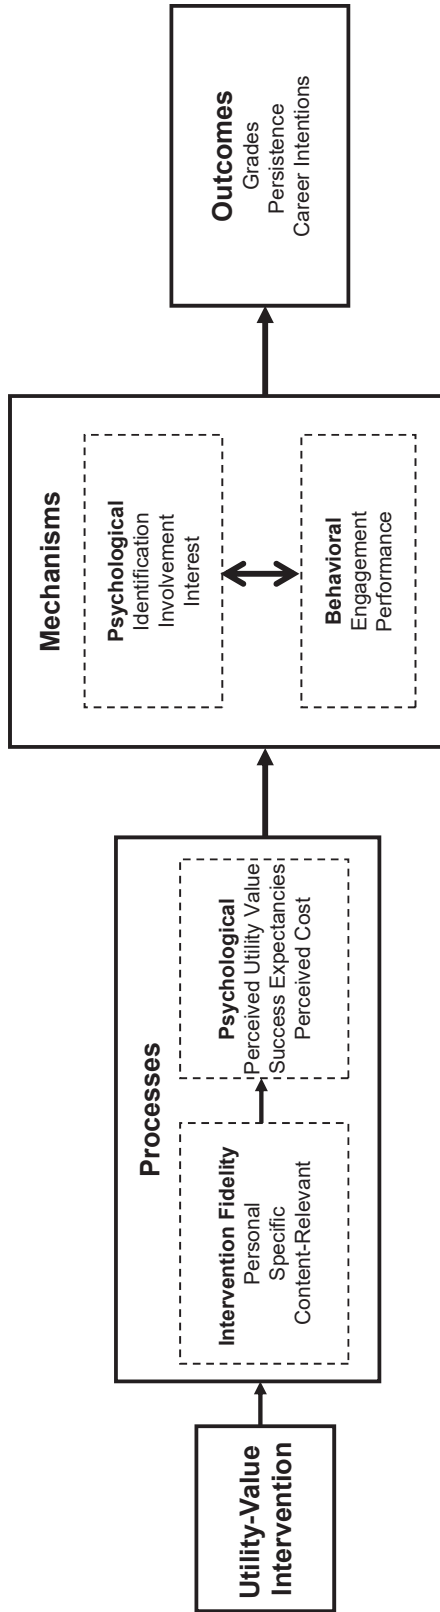 Utility-Value
Intervention
Processes
Intervention Fidelity
Personal
Specific
Content-Relevant
Psychological
Perceived Utility Value
Success Expectancies
Perceived Cost
Mechanisms
Psychological
Identification
Involvement
Interest
Behavioral
Engagement
Performance
Outcomes
Grades
Persistence
Career Intentions